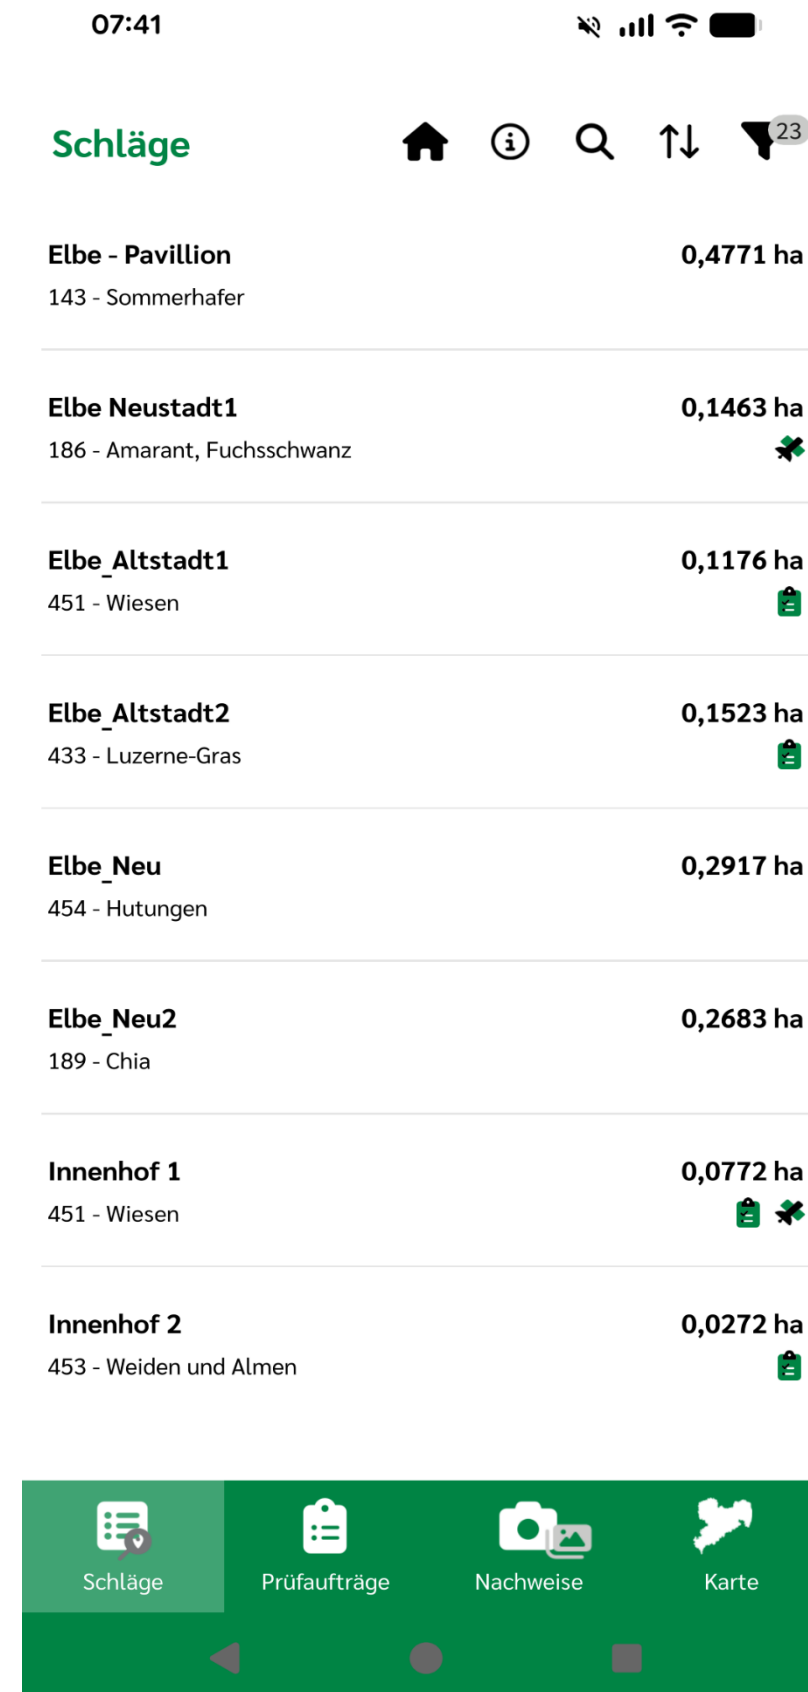 07:41
Schläge
23
Elbe - Pavillion
0,4771 ha
143 - Sommerhafer
Elbe Neustadt1
0,1463 ha
186 - Amarant, Fuchsschwanz
Elbe_Altstadt1
0,1176 ha
451 - Wiesen
Elbe_Altstadt2
0,1523 ha
433 - Luzerne-Gras
Elbe_Neu
0,2917 ha
454 - Hutungen
Elbe_Neu2
0,2683 ha
189 - Chia
Innenhof 1
0,0772 ha
451 - Wiesen
Innenhof 2
0,0272 ha
453 - Weiden und Almen
Schläge
Prüfaufträge
Nachweise
Karte